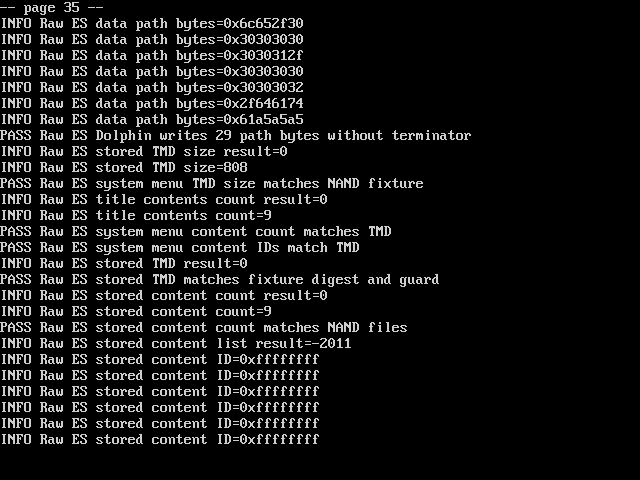 -- page 35 --
INFO Raw ES data path bytes=0x6c652f30
INFO Raw ES data path bytes=0x30303030
INFO Raw ES data path bytes=0x3030312f
INFO Raw ES data path bytes=0x30303030
INFO Raw ES data path bytes=0x30303032
INFO Raw ES data path bytes=0x2f646174
INFO Raw ES data path bytes=0x61a5a5a5
PASS Raw ES Dolphin writes 29 path bytes without terminator
INFO Raw ES stored TMD size result=0
INFO Raw ES stored TMD size=808
PASS Raw ES system menu TMD size matches NAND fixture
INFO Raw ES title contents count result=0
INFO Raw ES title contents count=9
PASS Raw ES system menu content count matches TMD
PASS Raw ES system menu content IDs match TMD
INFO Raw ES stored TMD result=0
PASS Raw ES stored TMD matches fixture digest and guard
INFO Raw ES stored content count result=0
INFO Raw ES stored content count=9
PASS Raw ES stored content count matches NAND files
INFO Raw ES stored content list result=-2011
INFO Raw ES stored content ID=0xffffffff
INFO Raw ES stored content ID=0xffffffff
INFO Raw ES stored content ID=0xffffffff
INFO Raw ES stored content ID=0xffffffff
INFO Raw ES stored content ID=0xffffffff
INFO Raw ES stored content ID=0xffffffff